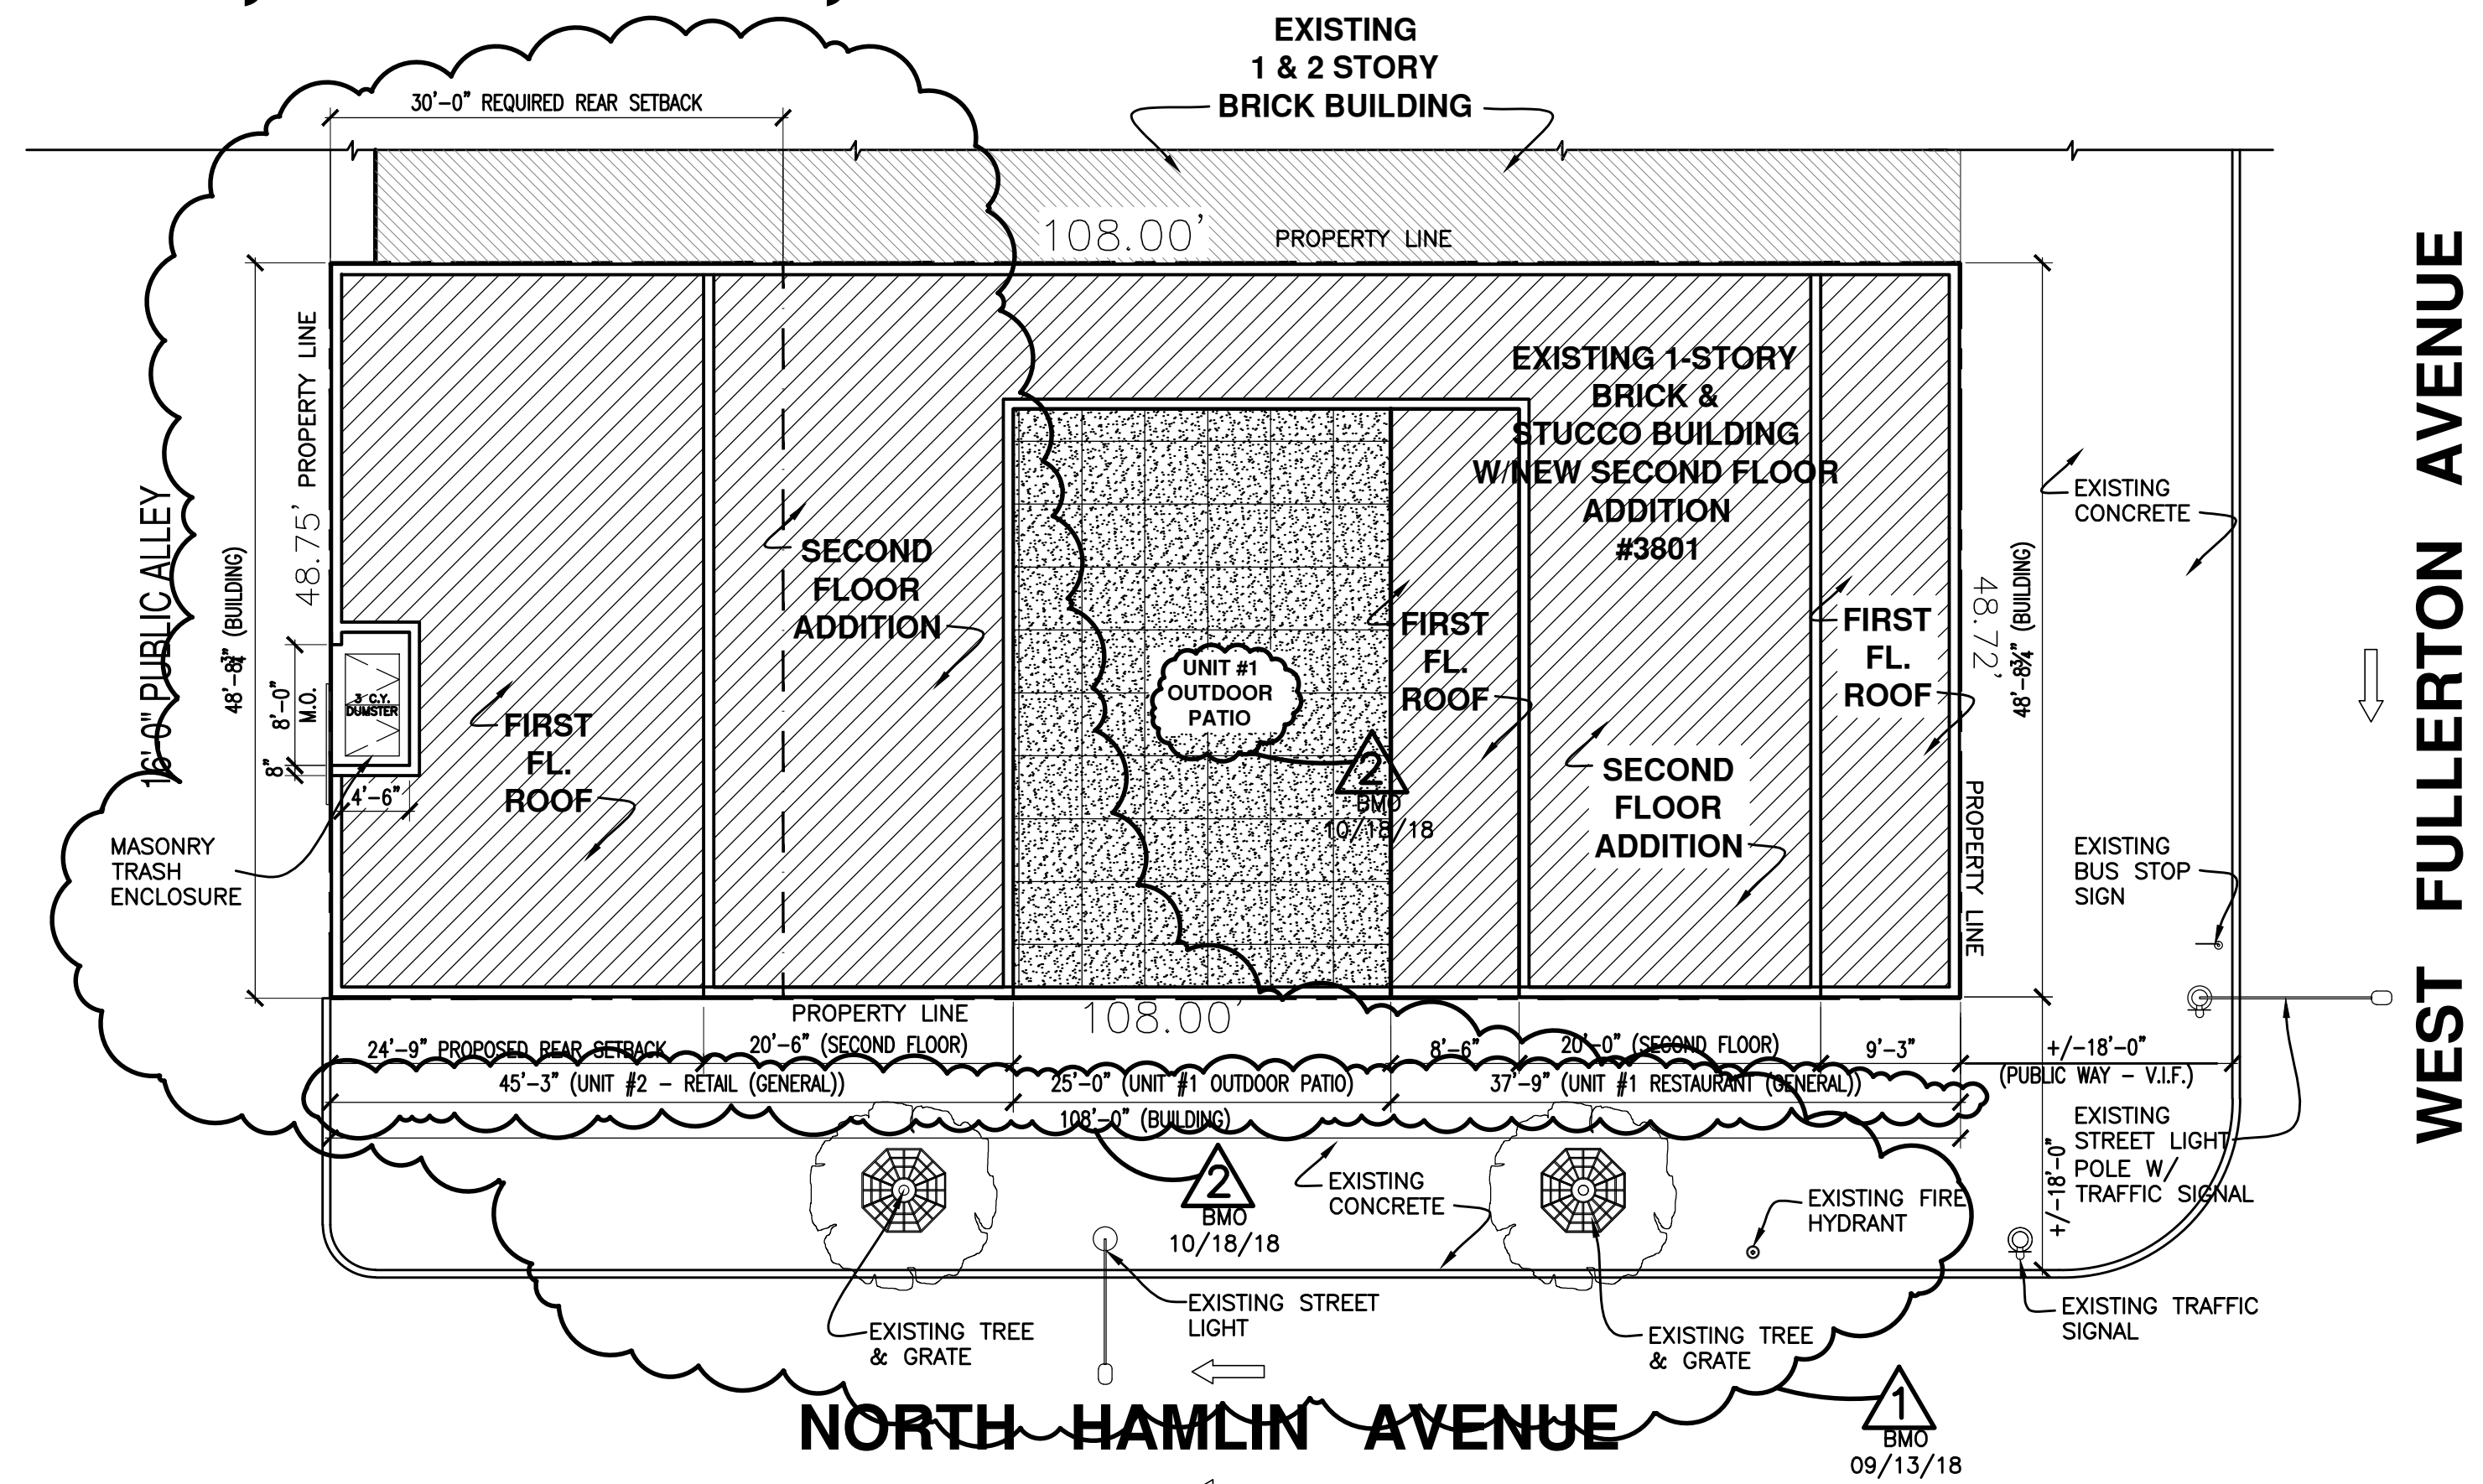 EXISTING
1 & 2 STORY
BRICK BUILDING
30'-0" REQUIRED REAR SETBACK
108.00'
PROPERTY LINE
48.75' PROPERTY LINE
16'0" PUBLIC ALLEY
48'-8¾" (BUILDING)
8'-0"
M.O.
8"
4'-6"
3 C.Y.
DUMSTER
MASONRY
TRASH
ENCLOSURE
FIRST
FL.
ROOF
SECOND
FLOOR
ADDITION
UNIT #1
OUTDOOR
PATIO
2
BMO
10/18/18
EXISTING 1-STORY
BRICK &
STUCCO BUILDING
W/NEW SECOND FLOOR
ADDITION
#3801
FIRST
FL.
ROOF
SECOND
FLOOR
ADDITION
FIRST
FL.
ROOF
48.72'
PROPERTY LINE
48'-8¾" (BUILDING)
EXISTING
CONCRETE
EXISTING
BUS STOP
SIGN
WEST FULLERTON AVENUE
PROPERTY LINE
108.00'
24'-9" PROPOSED REAR SETBACK
20'-6" (SECOND FLOOR)
8'-6"
20'-0" (SECOND FLOOR)
9'-3"
+/-18'-0"
(PUBLIC WAY - V.I.F.)
45'-3" (UNIT #2 - RETAIL (GENERAL))
25'-0" (UNIT #1 OUTDOOR PATIO)
37'-9" (UNIT #1 RESTAURANT (GENERAL))
108'-0" (BUILDING)
2
BMO
10/18/18
EXISTING
CONCRETE
EXISTING FIRE
HYDRANT
+/-18'-0"
EXISTING
STREET LIGHT
POLE W/
TRAFFIC SIGNAL
EXISTING TREE
& GRATE
EXISTING STREET
LIGHT
EXISTING TREE
& GRATE
EXISTING TRAFFIC
SIGNAL
NORTH HAMLIN AVENUE
1
BMO
09/13/18